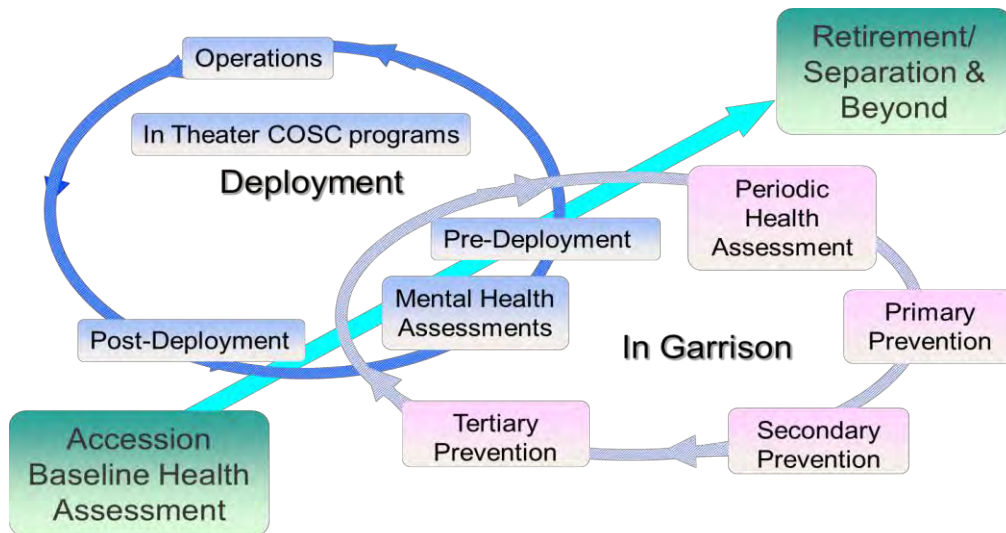 Operations
In Theater COSC programs
Deployment
Retirement/
Separation &
Beyond
Periodic
Health
Assessment
Pre-Deployment
Mental Health
Assessments
Post-Deployment
Primary
Prevention
In Garrison
Tertiary
Prevention
Secondary
Prevention
Accession
Baseline Health
Assessment